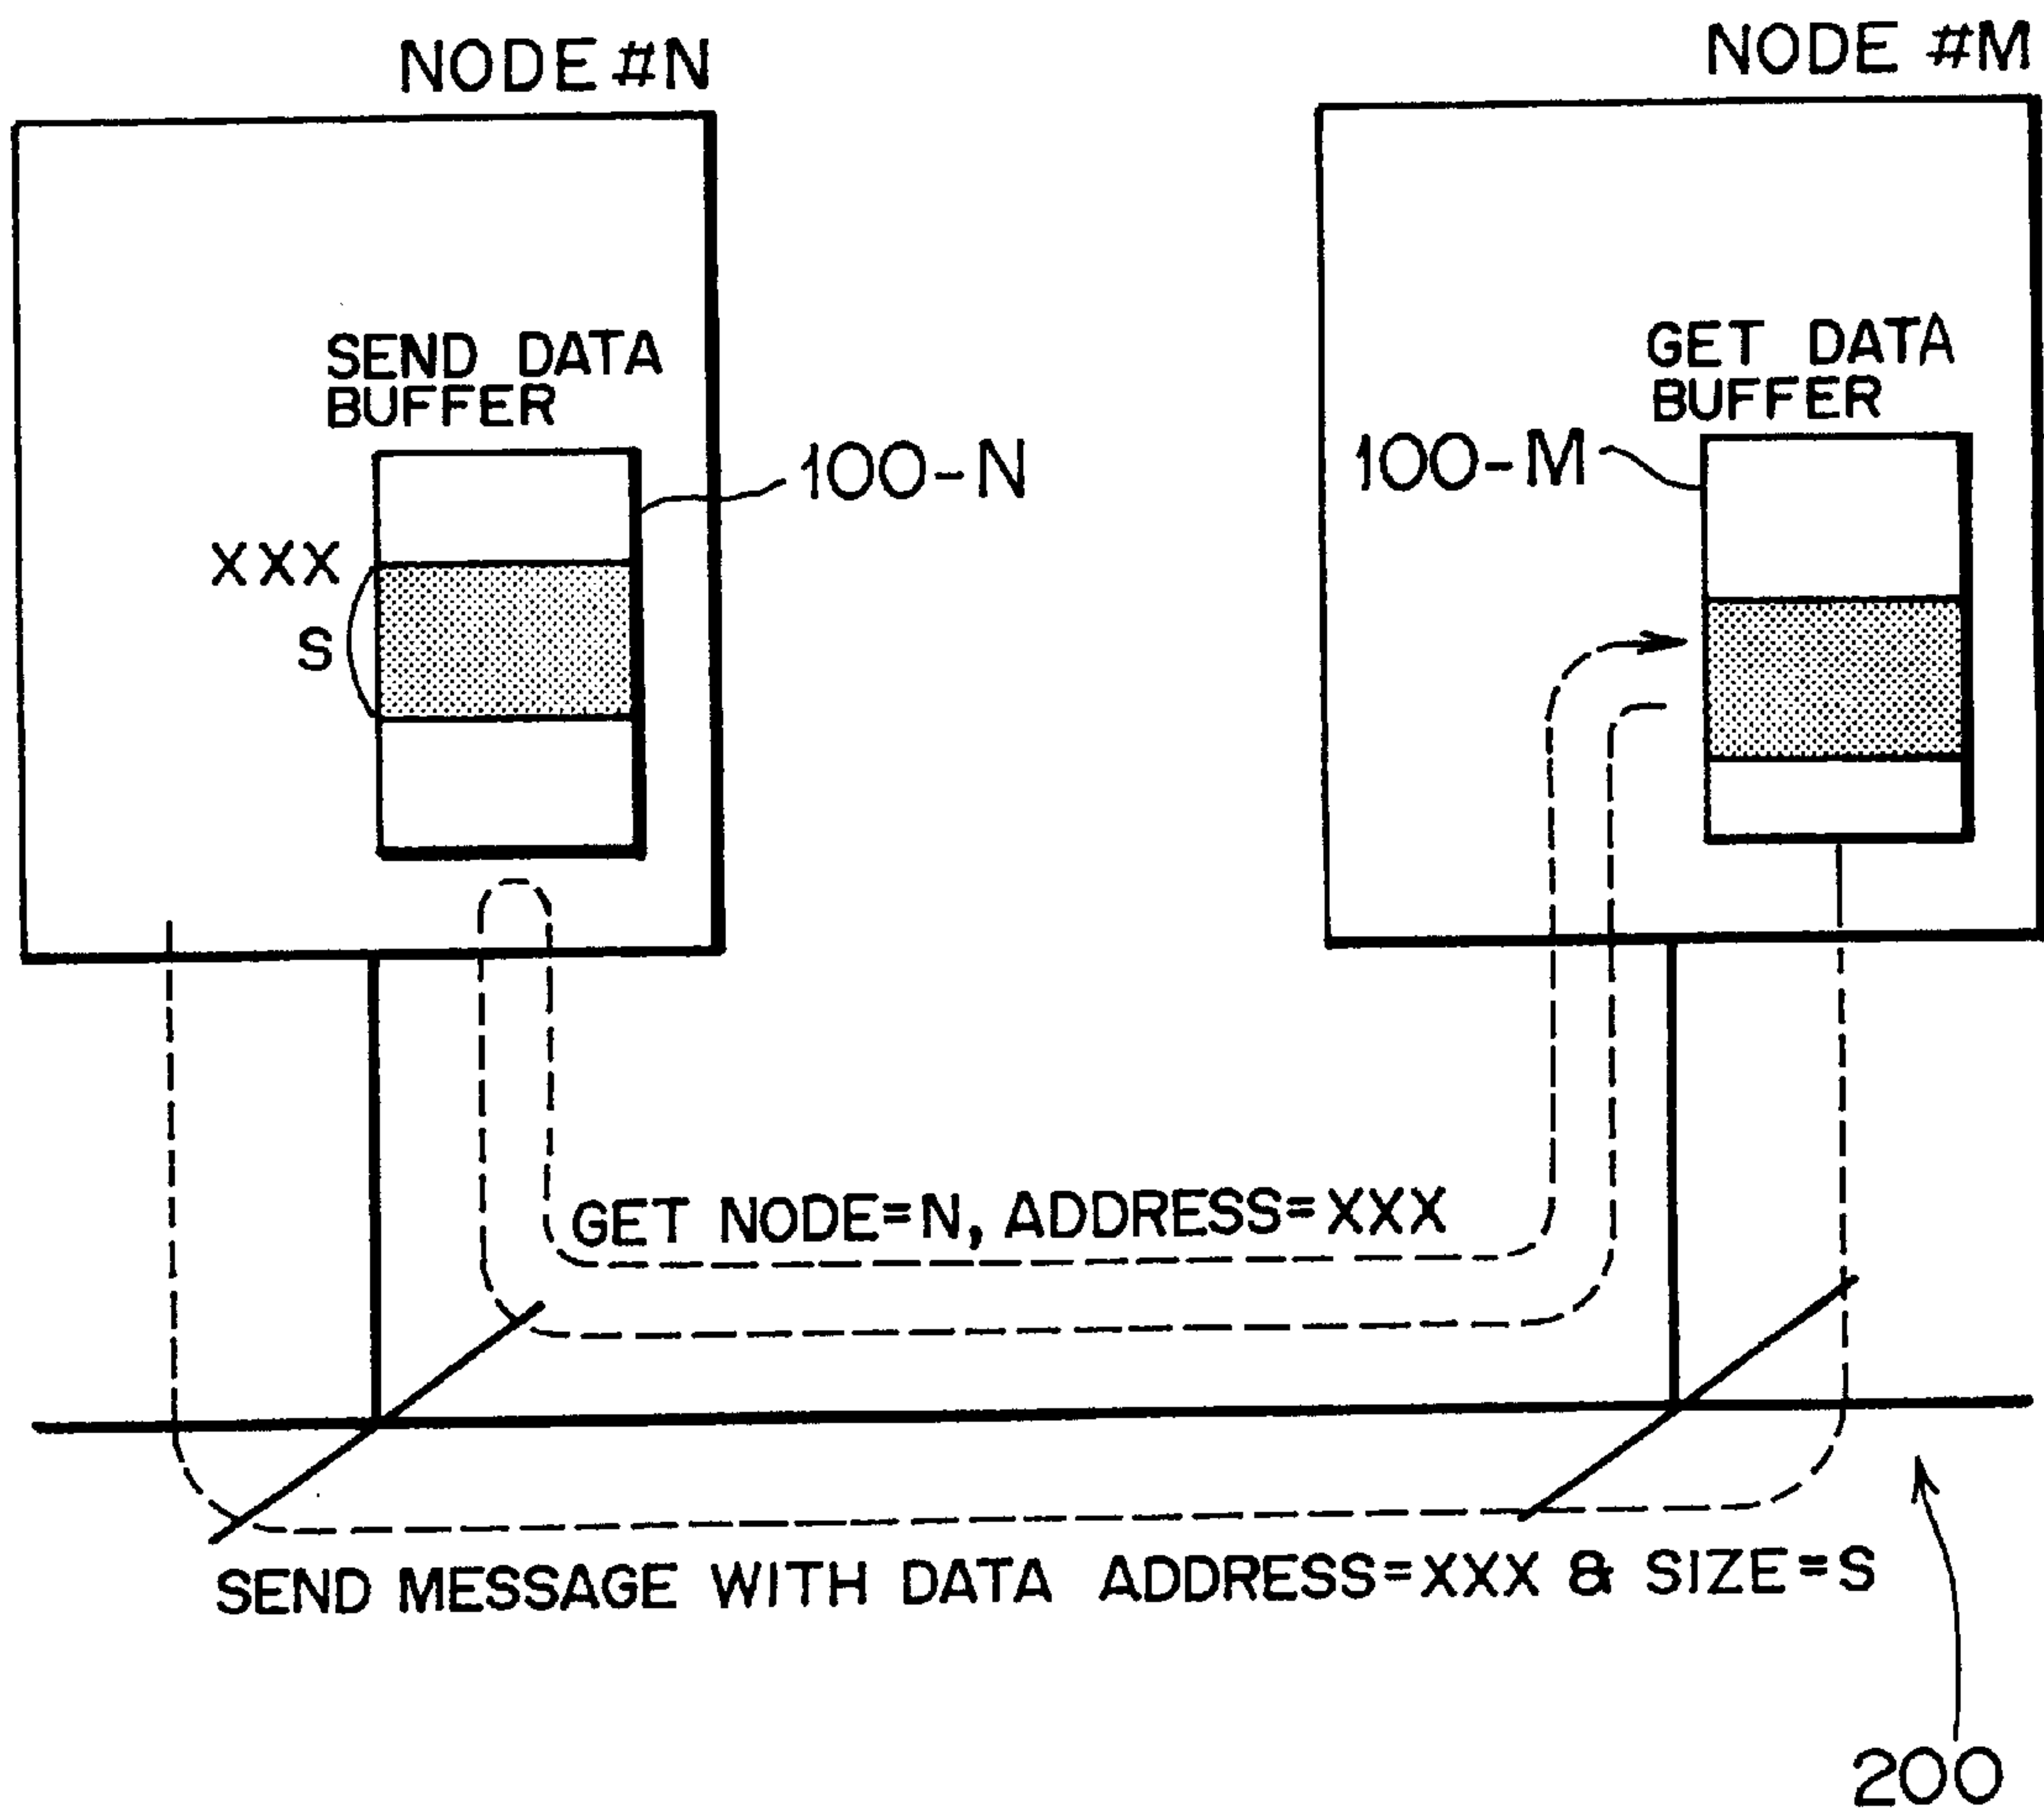 NODE #N
NODE #M
SEND DATA
BUFFER
GET DATA
BUFFER
100-N
100-M
XXX
S
GET NODE=N, ADDRESS=XXX
SEND MESSAGE WITH DATA ADDRESS=XXX & SIZE=S
200